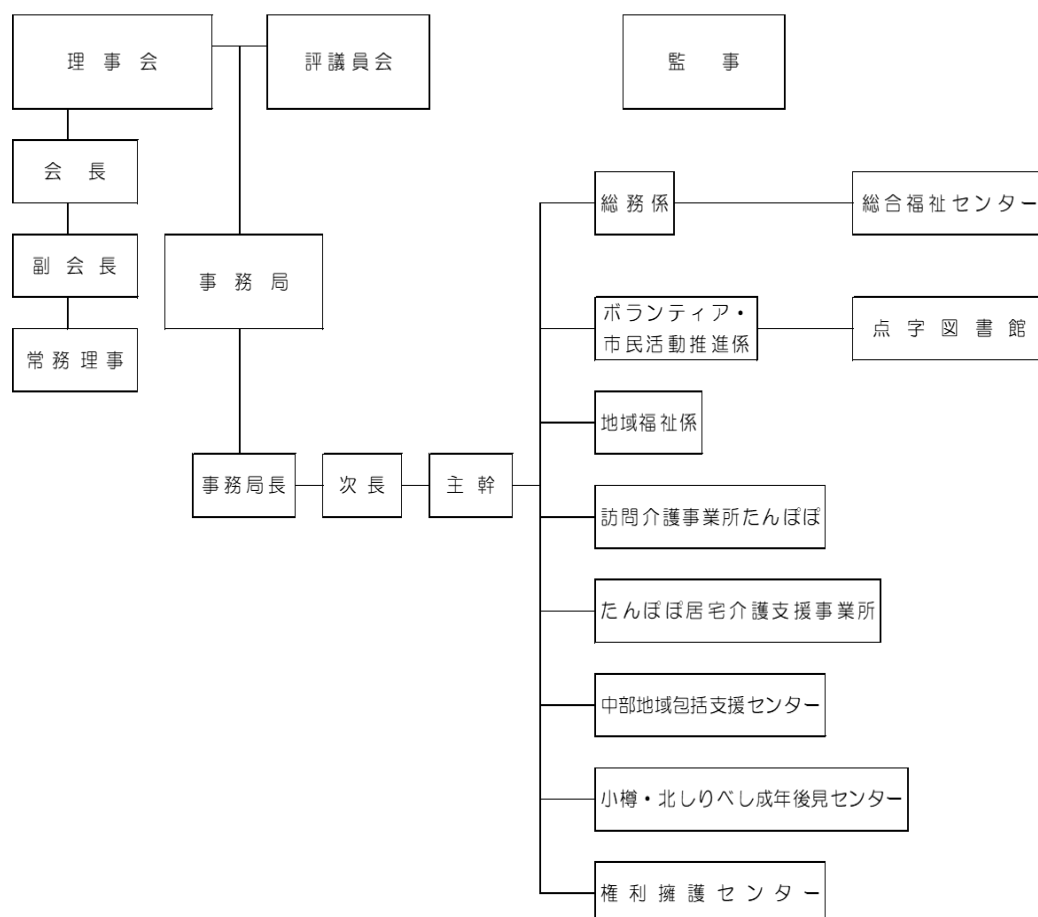 理事会
評議員会
監事
会長
副会長
常務理事
事務局
事務局長
次長
主幹
総務係
総合福祉センター
ボランティア・
市民活動推進係
点字図書館
地域福祉係
訪問介護事業所たんぽぽ
たんぽぽ居宅介護支援事業所
中部地域包括支援センター
小樽・北しりべし成年後見センター
権利擁護センター